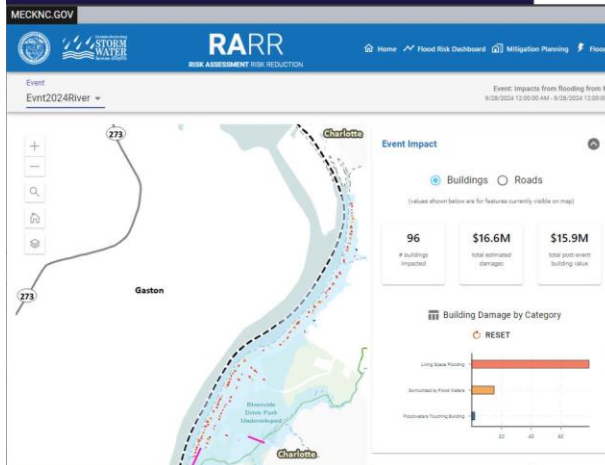 MECKNC.GOV
STORM
WATER
RARR
RISK ASSESSMENT RISK REDUCTION
Home
Flood Risk Dashboard
Mitigation Planning
Floo
Event
Evnt2024River
Event: Impacts from flooding from
9/28/2024 12:00:00 AM - 9/28/2024 12:00:00
273
Charlotte
273
Gaston
Riverside
Drive Park
Undeveloped
Charlotte
Event Impact
Buildings
Roads
(values shown below are for features currently visible on map)
96
# buildings
impacted
$16.6M
total estimated
damages
$15.9M
total post-event
building value
Building Damage by Category
RESET
Living Space Flooding
Surrounded by Flood Waters
Floodwaters Touching Building
20
40
60